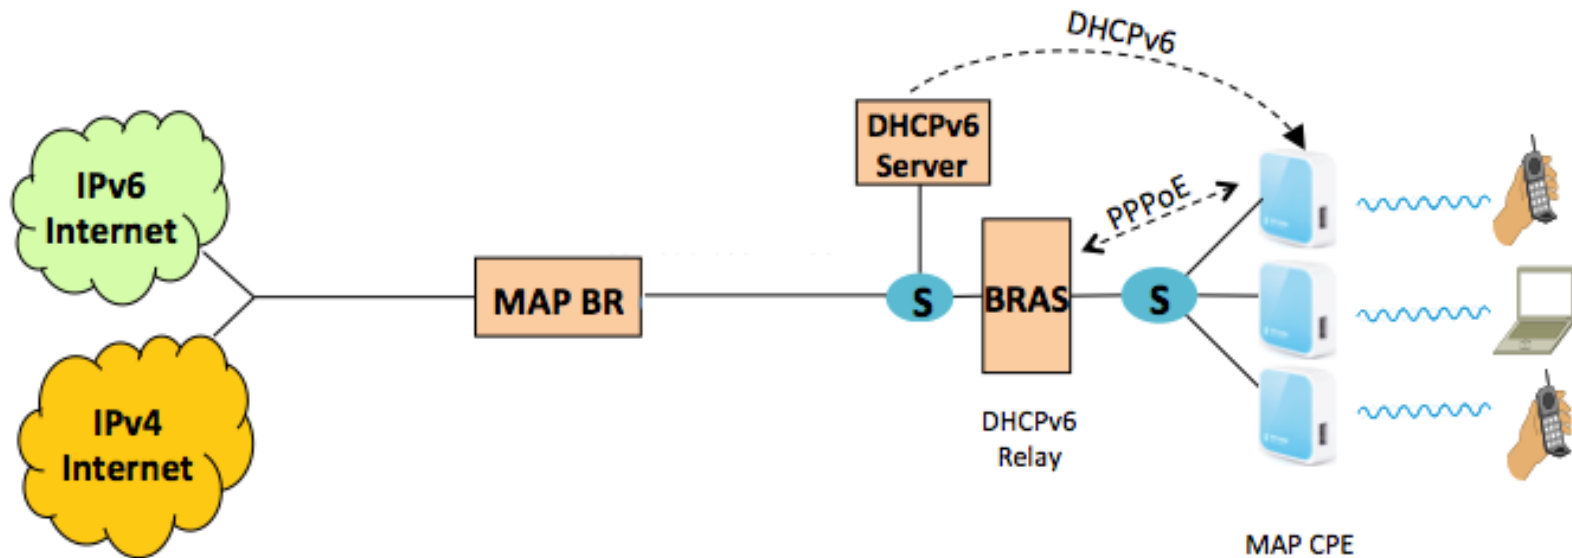 DHCPv6
DHCPv6
Server
IPv6
Internet
PPPoE
MAP BR
S
BRAS
S
IPv4
Internet
DHCPv6
Relay
MAP CPE